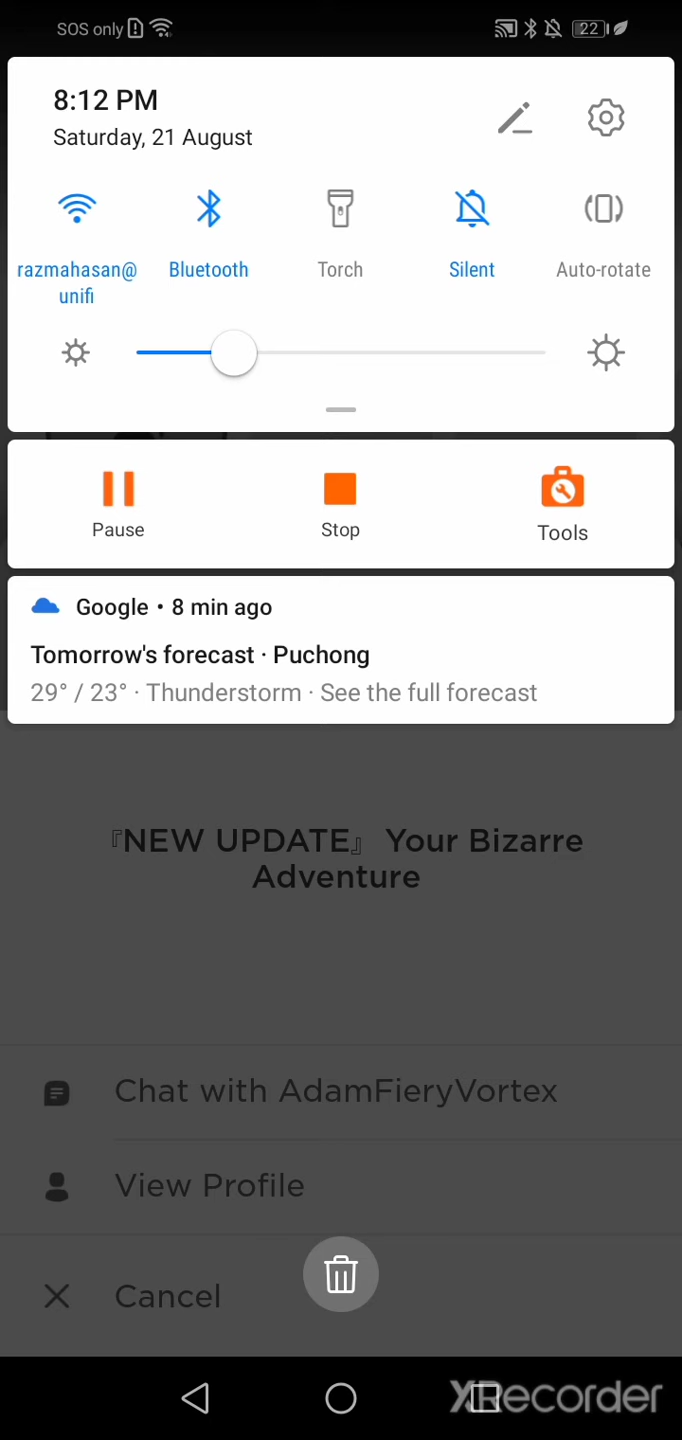 SOS only
22
8:12 PM
Saturday, 21 August
razmahasan@
unifi
Bluetooth
Torch
Silent
Auto-rotate
Pause
Stop
Tools
Google • 8 min ago
Tomorrow's forecast · Puchong
29° / 23° · Thunderstorm · See the full forecast
『NEW UPDATE』 Your Bizarre
Adventure
Chat with AdamFieryVortex
View Profile
Cancel
XRecorder